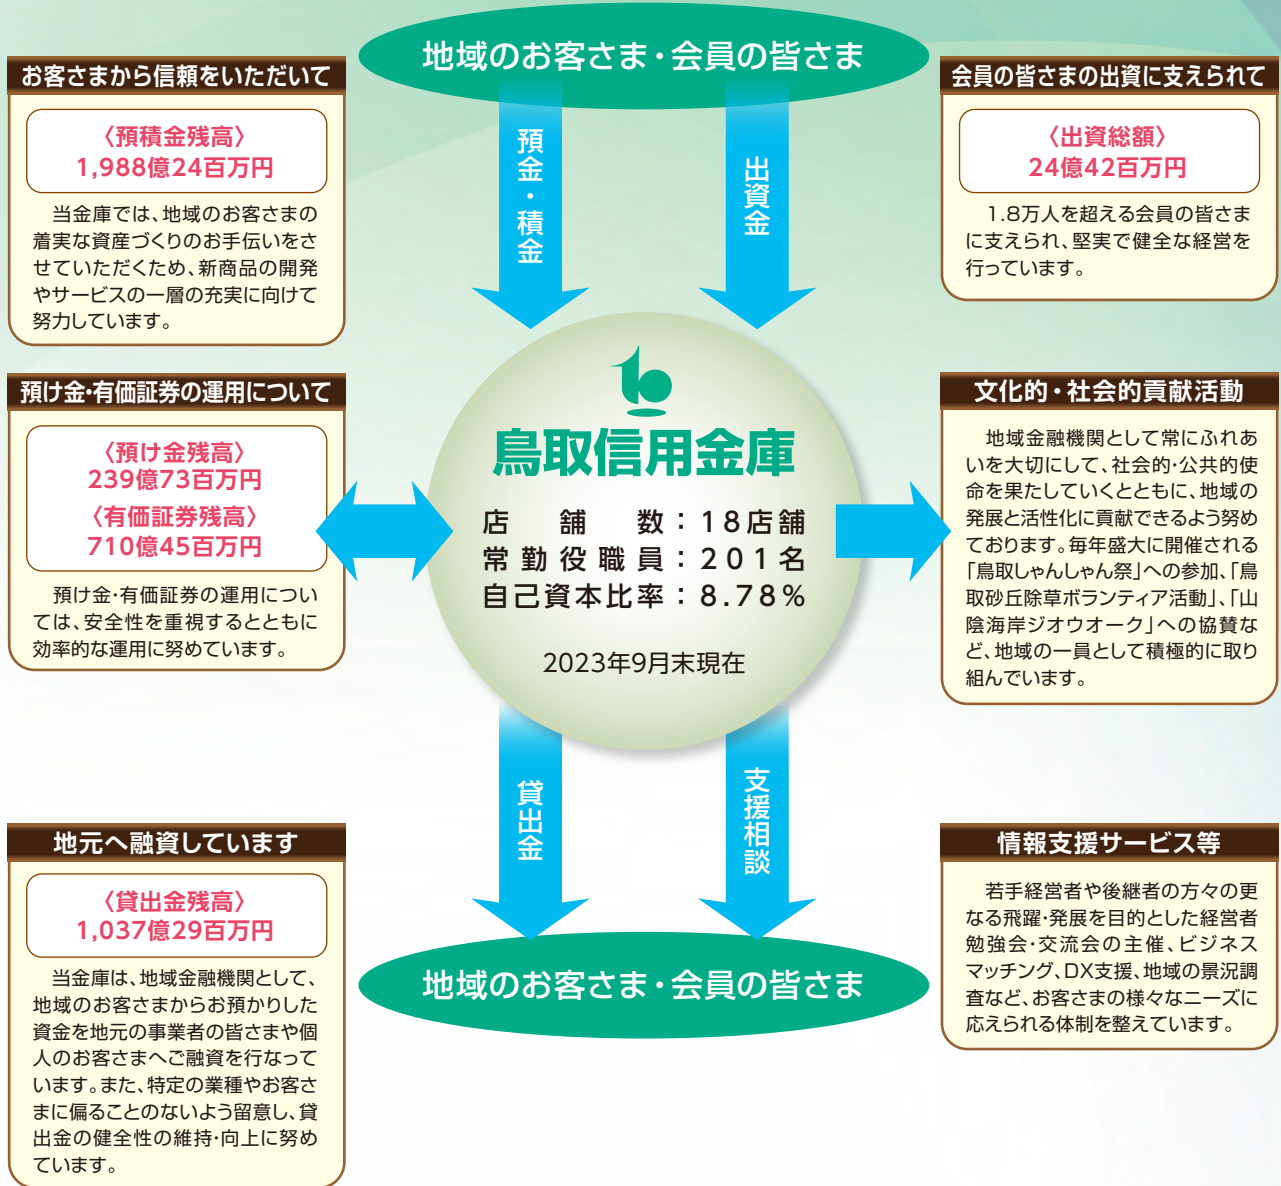 地域のお客さま・会員の皆さま
お客さまから信頼をいただいて
〈預積金残高〉
1,988億24百万円
当金庫では、地域のお客さまの
着実な資産づくりのお手伝いをさ
せていただくため、新商品の開発
やサービスの一層の充実に向けて
努力しています。
預金・積金
出資金
会員の皆さまの出資に支えられて
〈出資総額〉
24億42百万円
1.8万人を超える会員の皆さま
に支えられ、堅実で健全な経営を
行っています。
預け金・有価証券の運用について
〈預け金残高〉
239億73百万円
〈有価証券残高〉
710億45百万円
預け金・有価証券の運用につい
ては、安全性を重視するとともに
効率的な運用に努めています。
鳥取信用金庫
店舗数：18店舗
常勤役職員：201名
自己資本比率：8.78%
2023年9月末現在
文化的・社会的貢献活動
地域金融機関として常にふれあ
いを大切にして、社会的・公共的使
命を果たしていくとともに、地域の
発展と活性化に貢献できるよう努め
ております。毎年盛大に開催される
「鳥取しゃんしゃん祭」への参加、「鳥
取砂丘除草ボランティア活動」、「山
陰海岸ジオウオーク」への協賛な
ど、地域の一員として積極的に取り
組んでいます。
貸出金
支援相談
地元へ融資しています
〈貸出金残高〉
1,037億29百万円
当金庫は、地域金融機関として、
地域のお客さまからお預かりした
資金を地元の事業者の皆さまや個
人のお客さまへご融資を行なって
います。また、特定の業種やお客さ
まに偏ることのないよう留意し、貸
出金の健全性の維持・向上に努め
ています。
地域のお客さま・会員の皆さま
情報支援サービス等
若手経営者や後継者の方々の更
なる飛躍・発展を目的とした経営者
勉強会・交流会の主催、ビジネス
マッチング、DX支援、地域の景況調
査など、お客さまの様々なニーズに
応えられる体制を整えています。